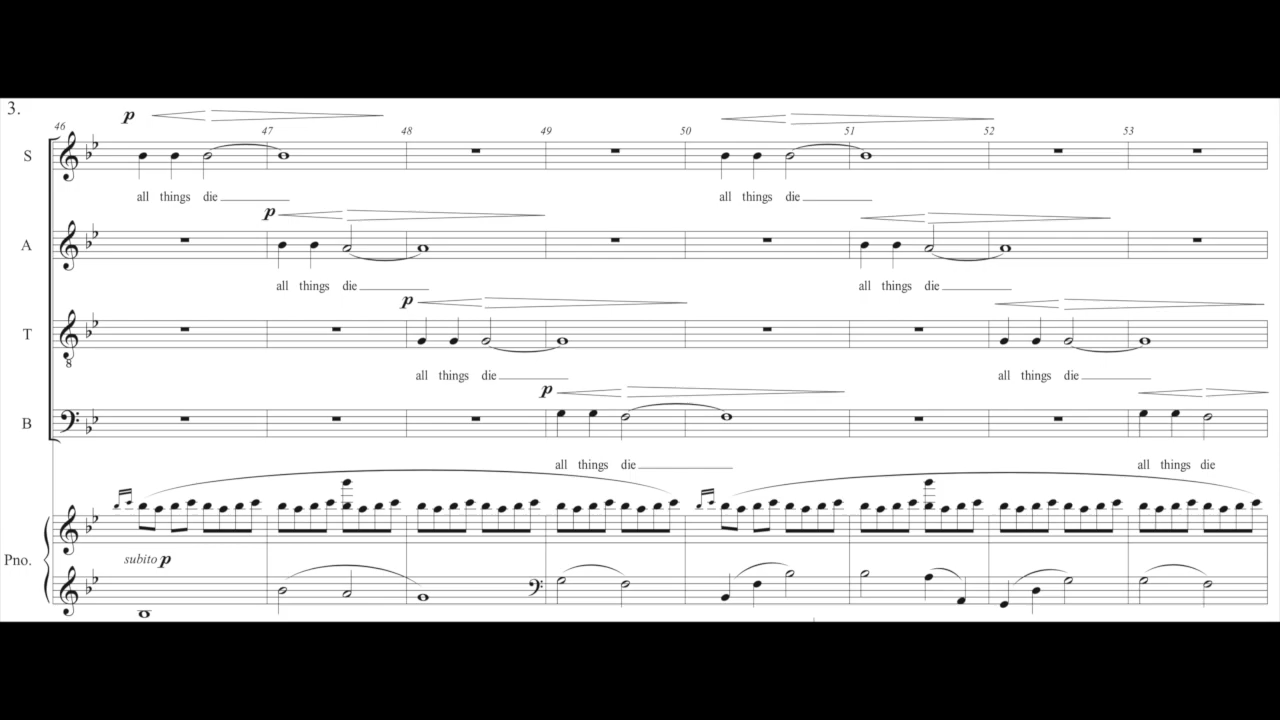 3.
p
46 47 48 49 50 51 52 53
S
all things die all things die
p
A
all things die all things die
p
T
8
all things die all things die
p
B
all things die all things die
Pno.
subito p